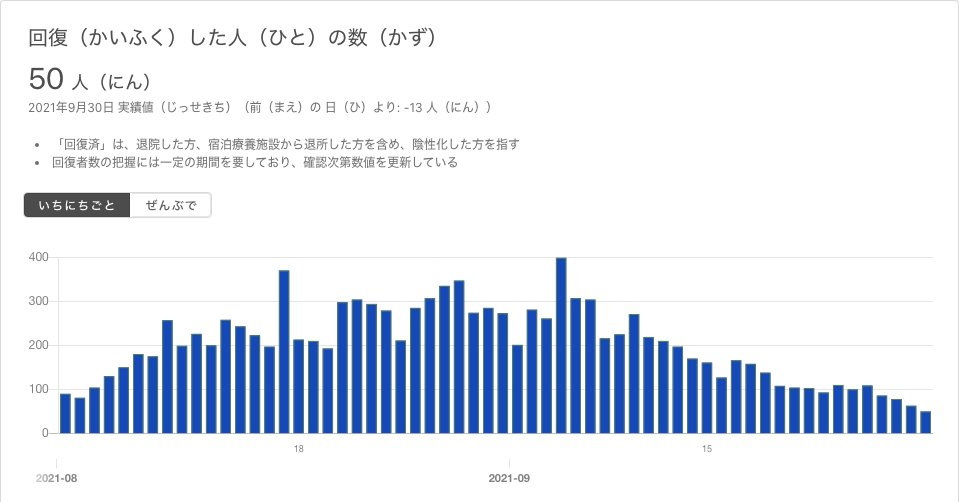 回復（かいふく）した人（ひと）の数（かず）
50 人（にん）
2021年9月30日 実績値（じっせきち）（前（まえ）の 日（ひ）より: -13 人（にん））
• 「回復済」は、退院した方、宿泊療養施設から退所した方を含め、陰性化した方を指す
• 回復者数の把握には一定の期間を要しており、確認次第数値を更新している
いちにちごと ぜんぶで
400
300
200
100
0
18 15
2021-08 2021-09